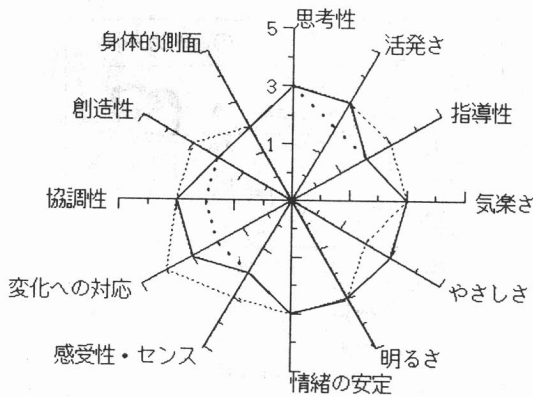 思考性
活発さ
指導性
気楽さ
やさしさ
明るさ
情緒の安定
感受性・センス
変化への対応
協調性
創造性
身体的側面
5
3
1